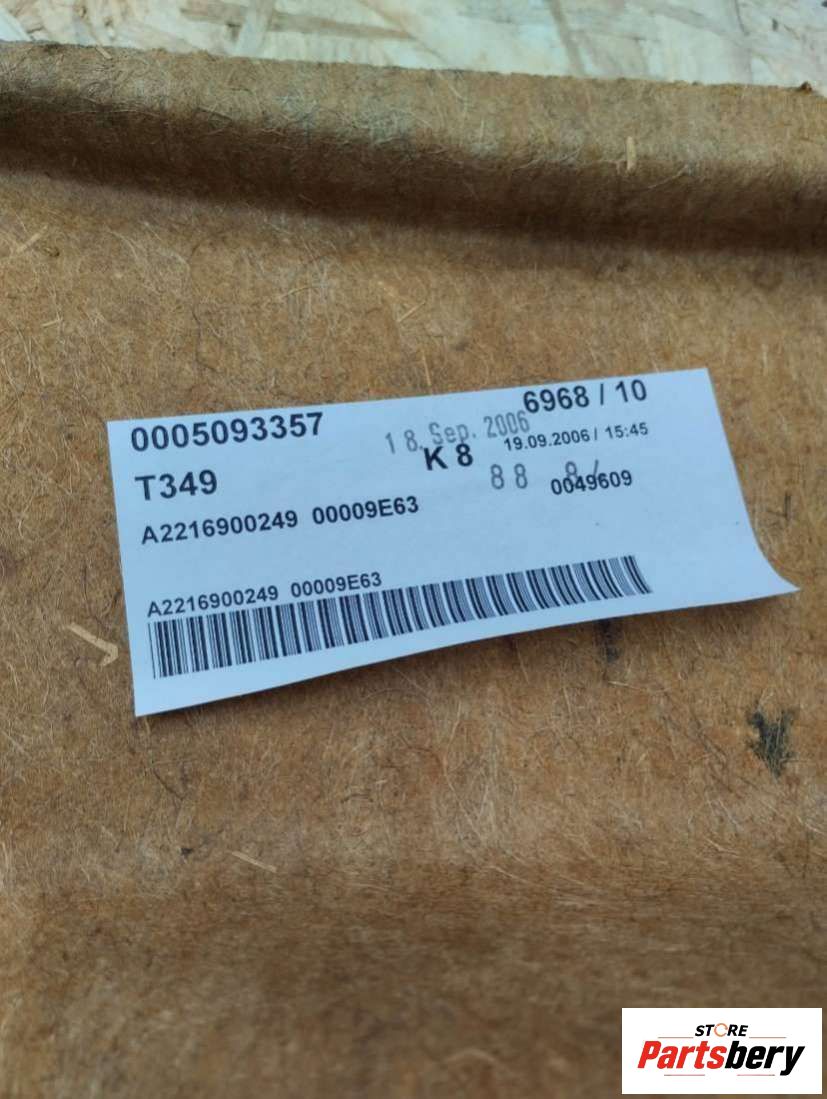 0005093357
6968 / 10
18. Sep. 2006
19.09.2006 / 15:45
T349
K 8
88
0049609
A2216900249 00009E63
A2216900249 00009E63
STORE
Partsbery